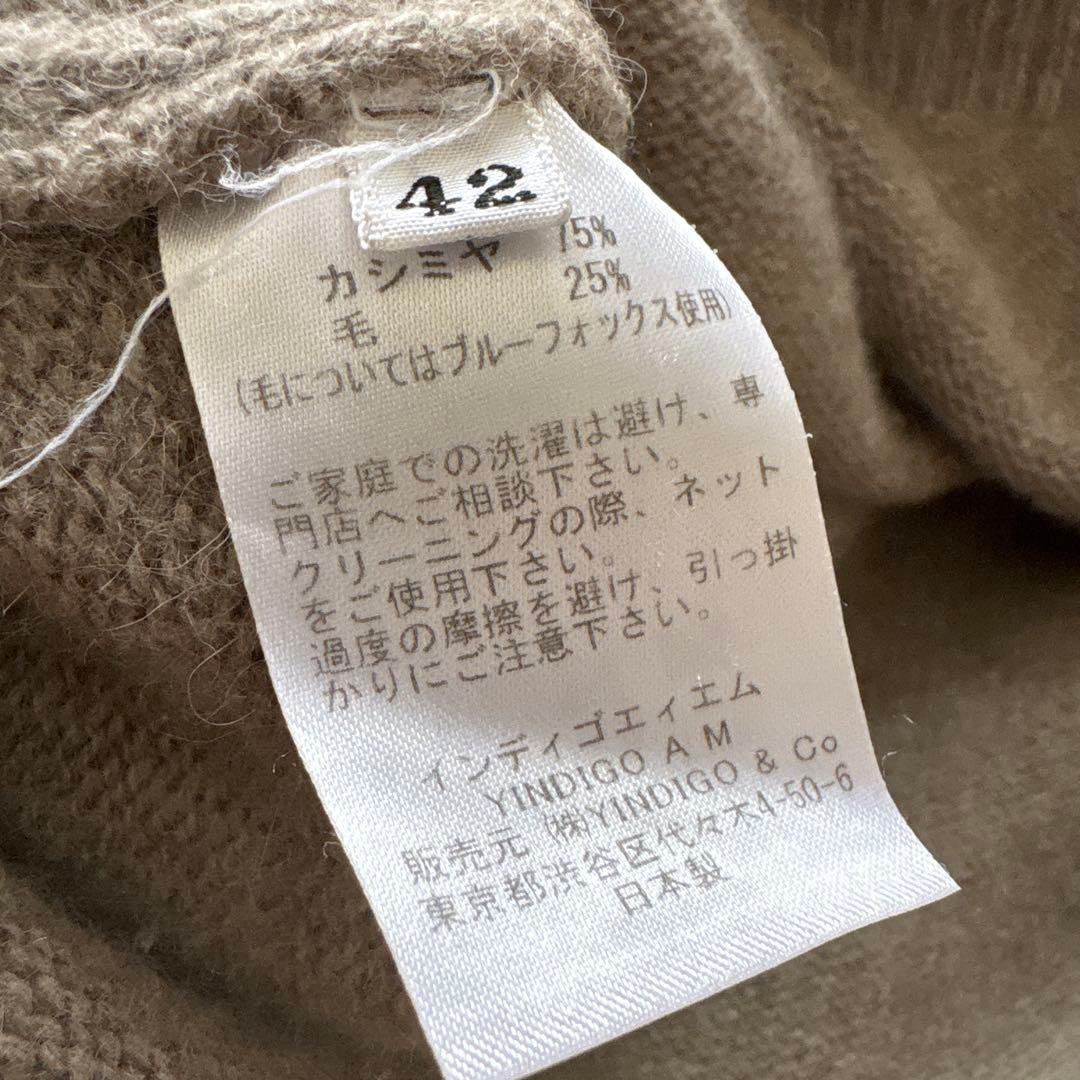 42
カシミヤ 75%
毛 25%
(毛についてはブルーフォックス使用)
ご家庭での洗濯は避け、専
門店へご相談下さい。
クリーニングの際、ネット
をご使用下さい。
過度の摩擦を避け、引っ掛
かりにご注意下さい。
インディゴエィエム
YINDIGO A M
販売元 ㈱YINDIGO & Co
東京都渋谷区代々木4-50-6
日本製